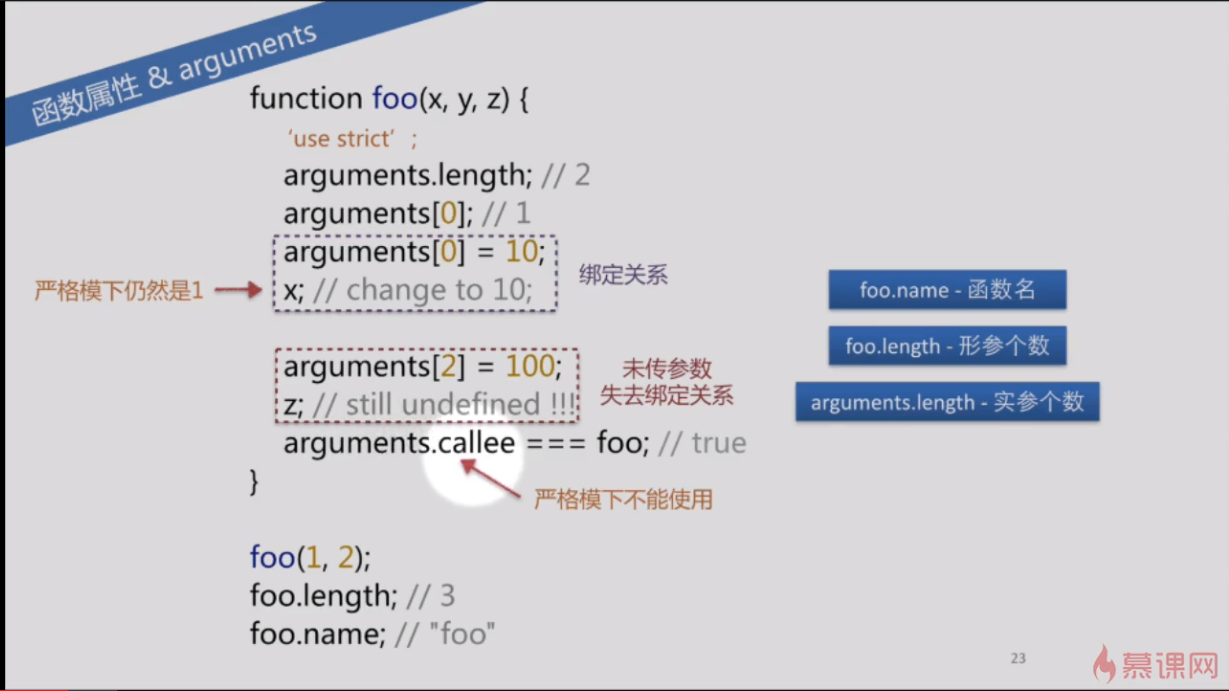 函数属性 & arguments
function foo(x, y, z) {
‘use strict’ ;
arguments.length; // 2
arguments[0]; // 1
arguments[0] = 10;
x; // change to 10;
绑定关系
严格模下仍然是1
arguments[2] = 100;
z; // still undefined !!!
未传参数
失去绑定关系
arguments.callee === foo; // true
}
严格模下不能使用
foo(1, 2);
foo.length; // 3
foo.name; // "foo"
foo.name - 函数名
foo.length - 形参个数
arguments.length - 实参个数
23
慕课网